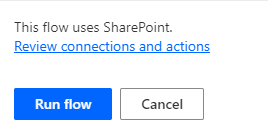 This flow uses SharePoint.
Review connections and actions
Run flow
Cancel